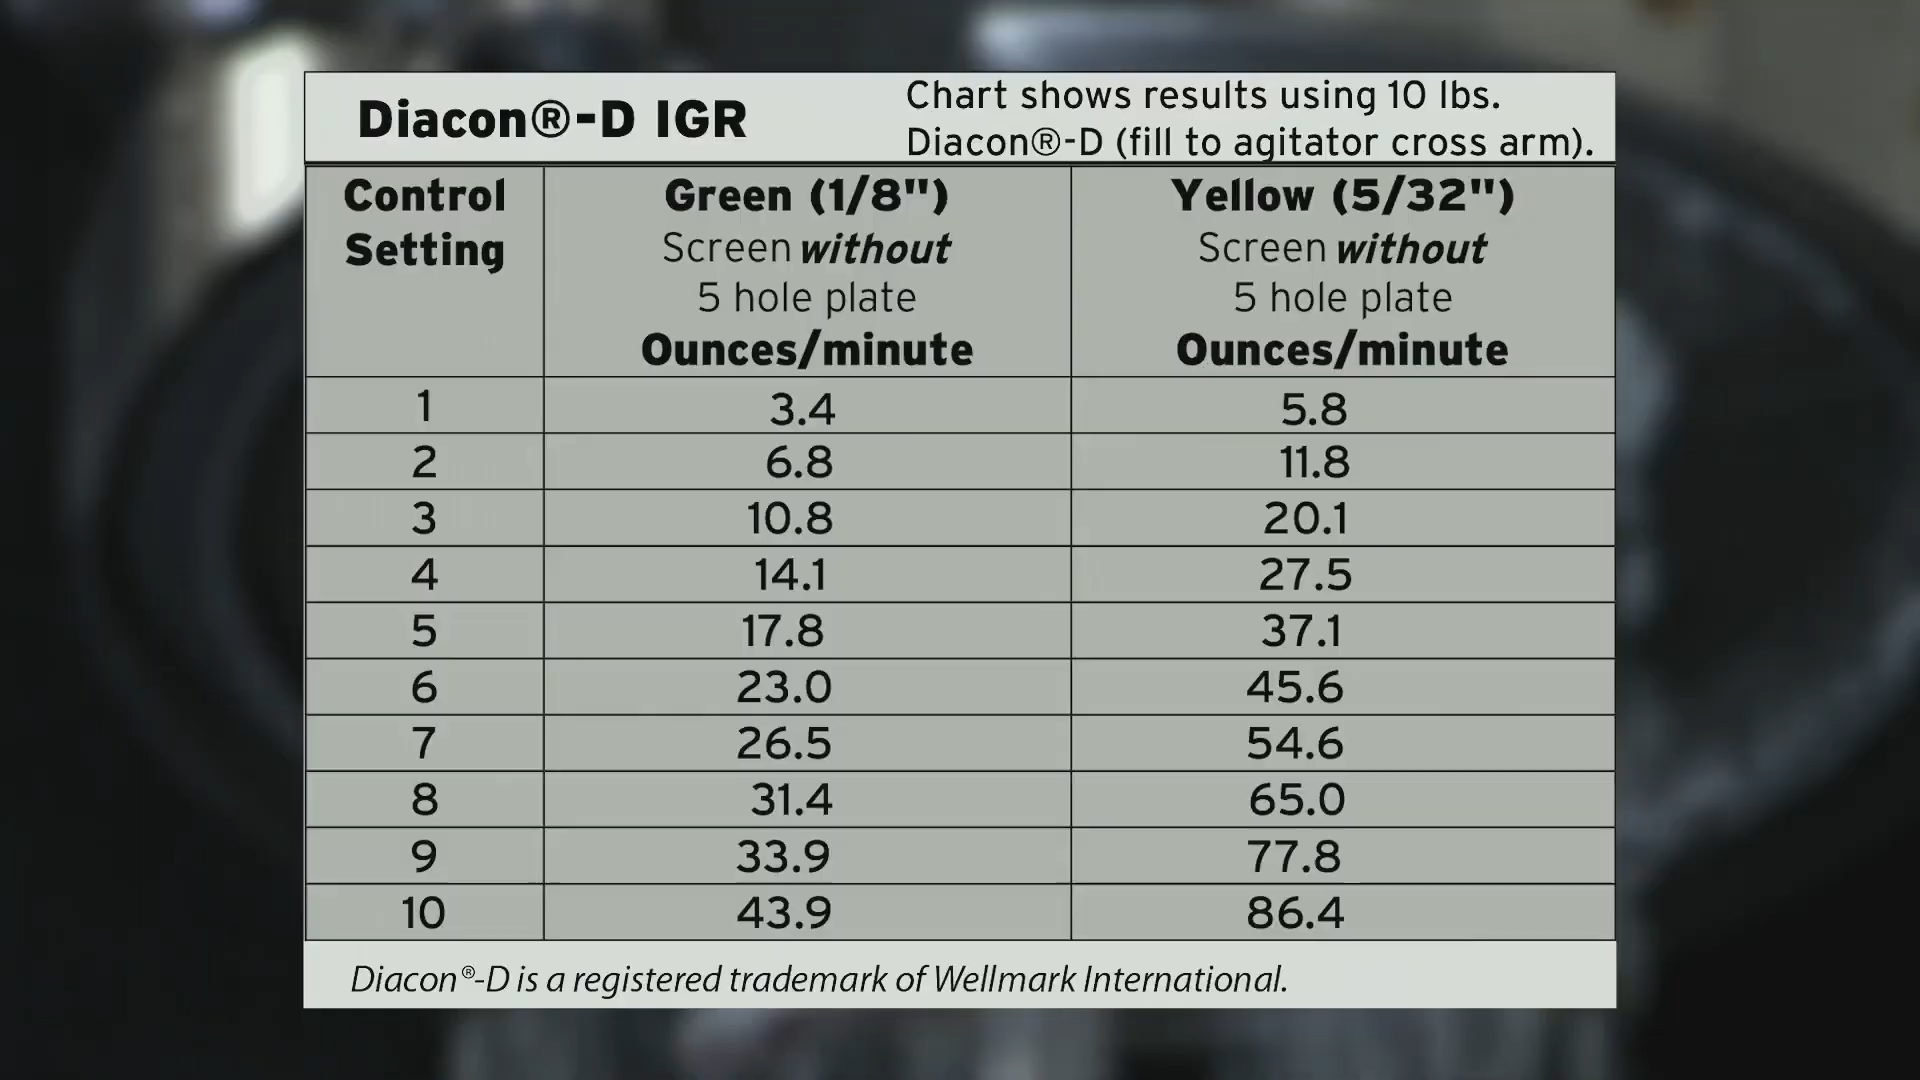 Diacon®-D IGR
Chart shows results using 10 lbs.
Diacon®-D (fill to agitator cross arm).
Control Setting
Green (1/8")
Screen without
5 hole plate
Ounces/minute
Yellow (5/32")
Screen without
5 hole plate
Ounces/minute
1 3.4 5.8
2 6.8 11.8
3 10.8 20.1
4 14.1 27.5
5 17.8 37.1
6 23.0 45.6
7 26.5 54.6
8 31.4 65.0
9 33.9 77.8
10 43.9 86.4
Diacon®-D is a registered trademark of Wellmark International.